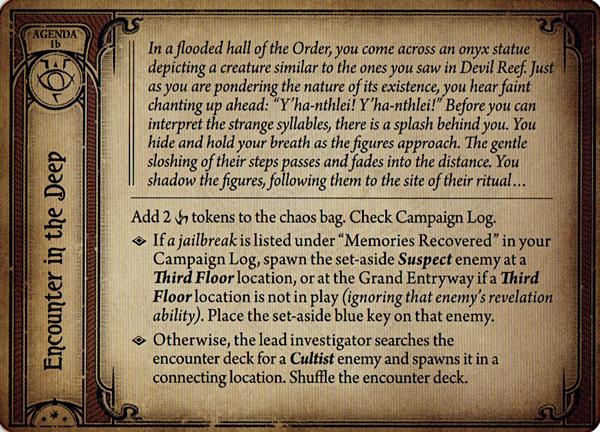 AGENDA
1b
Encounter in the Deep
In a flooded hall of the Order, you come across an onyx statue
depicting a creature similar to the ones you saw in Devil Reef. Just
as you are pondering the nature of its existence, you hear faint
chanting up ahead: “Y’ha-nthlei! Y’ha-nthlei!” Before you can
interpret the strange syllables, there is a splash behind you. You
hide and hold your breath as the figures approach. The gentle
sloshing of their steps passes and fades into the distance. You
shadow the figures, following them to the site of their ritual…
Add 2 tokens to the chaos bag. Check Campaign Log.
If a jailbreak is listed under “Memories Recovered” in your
Campaign Log, spawn the set-aside Suspect enemy at a
Third Floor location, or at the Grand Entryway if a Third
Floor location is not in play (ignoring that enemy’s revelation
ability). Place the set-aside blue key on that enemy.
Otherwise, the lead investigator searches the
encounter deck for a Cultist enemy and spawns it in a
connecting location. Shuffle the encounter deck.